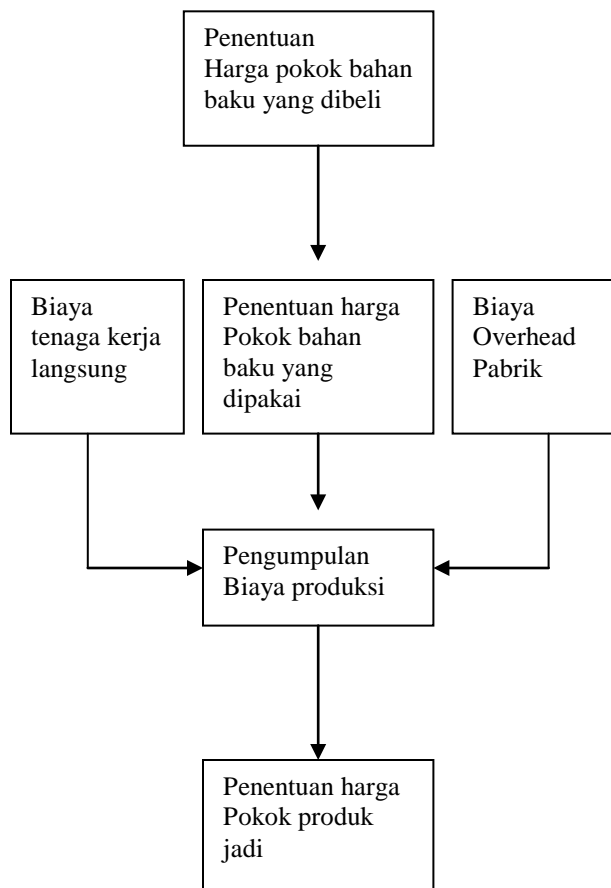 Penentuan
Harga pokok bahan
baku yang dibeli
Biaya
tenaga kerja
langsung
Penentuan harga
Pokok bahan
baku yang
dipakai
Biaya
Overhead
Pabrik
Pengumpulan
Biaya produksi
Penentuan harga
Pokok produk
jadi